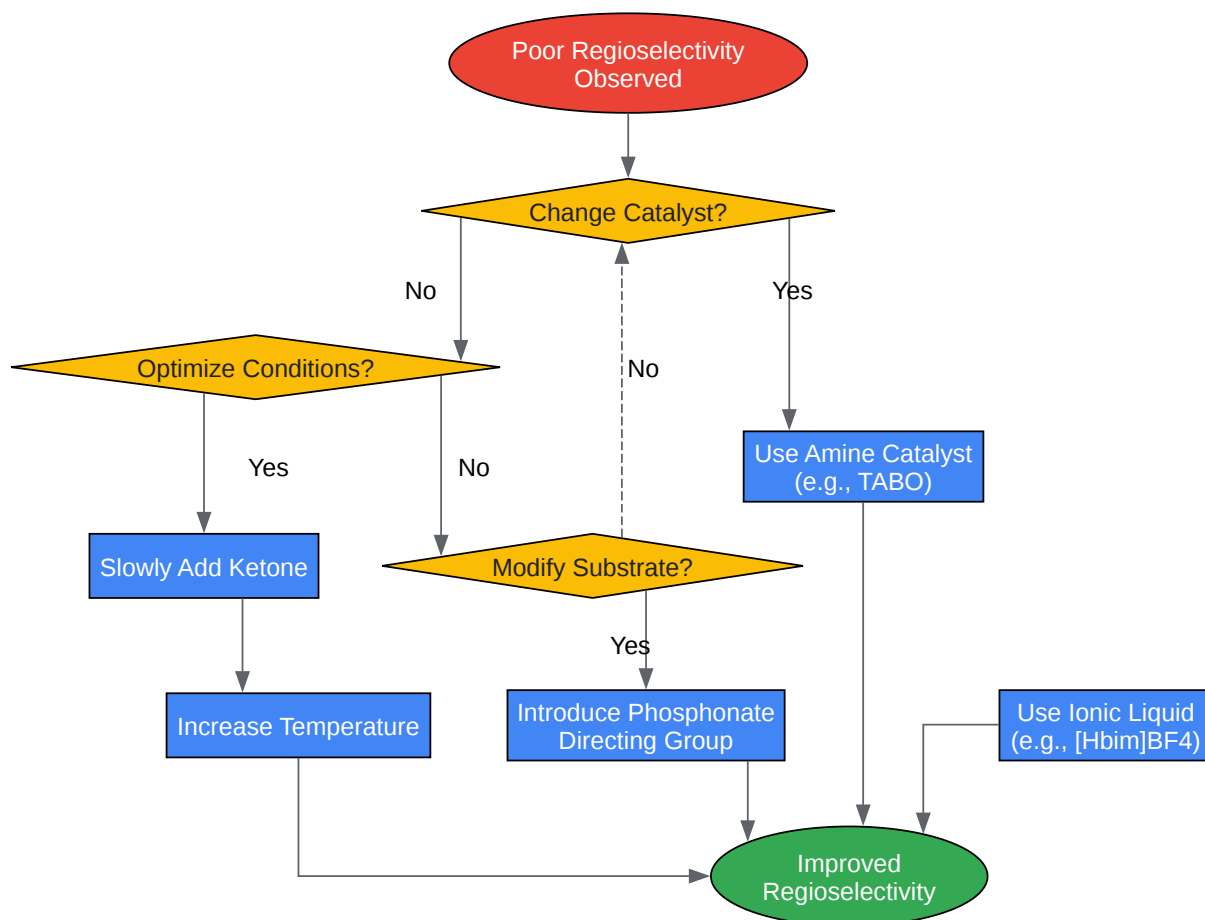 Poor Regioselectivity
Observed
Change Catalyst?
No
Yes
Optimize Conditions?
No
Yes
No
Use Amine Catalyst
(e.g., TABO)
Slowly Add Ketone
Modify Substrate?
Yes
Increase Temperature
Introduce Phosphonate
Directing Group
Use Ionic Liquid
(e.g., [Hbim]BF4)
Improved
Regioselectivity